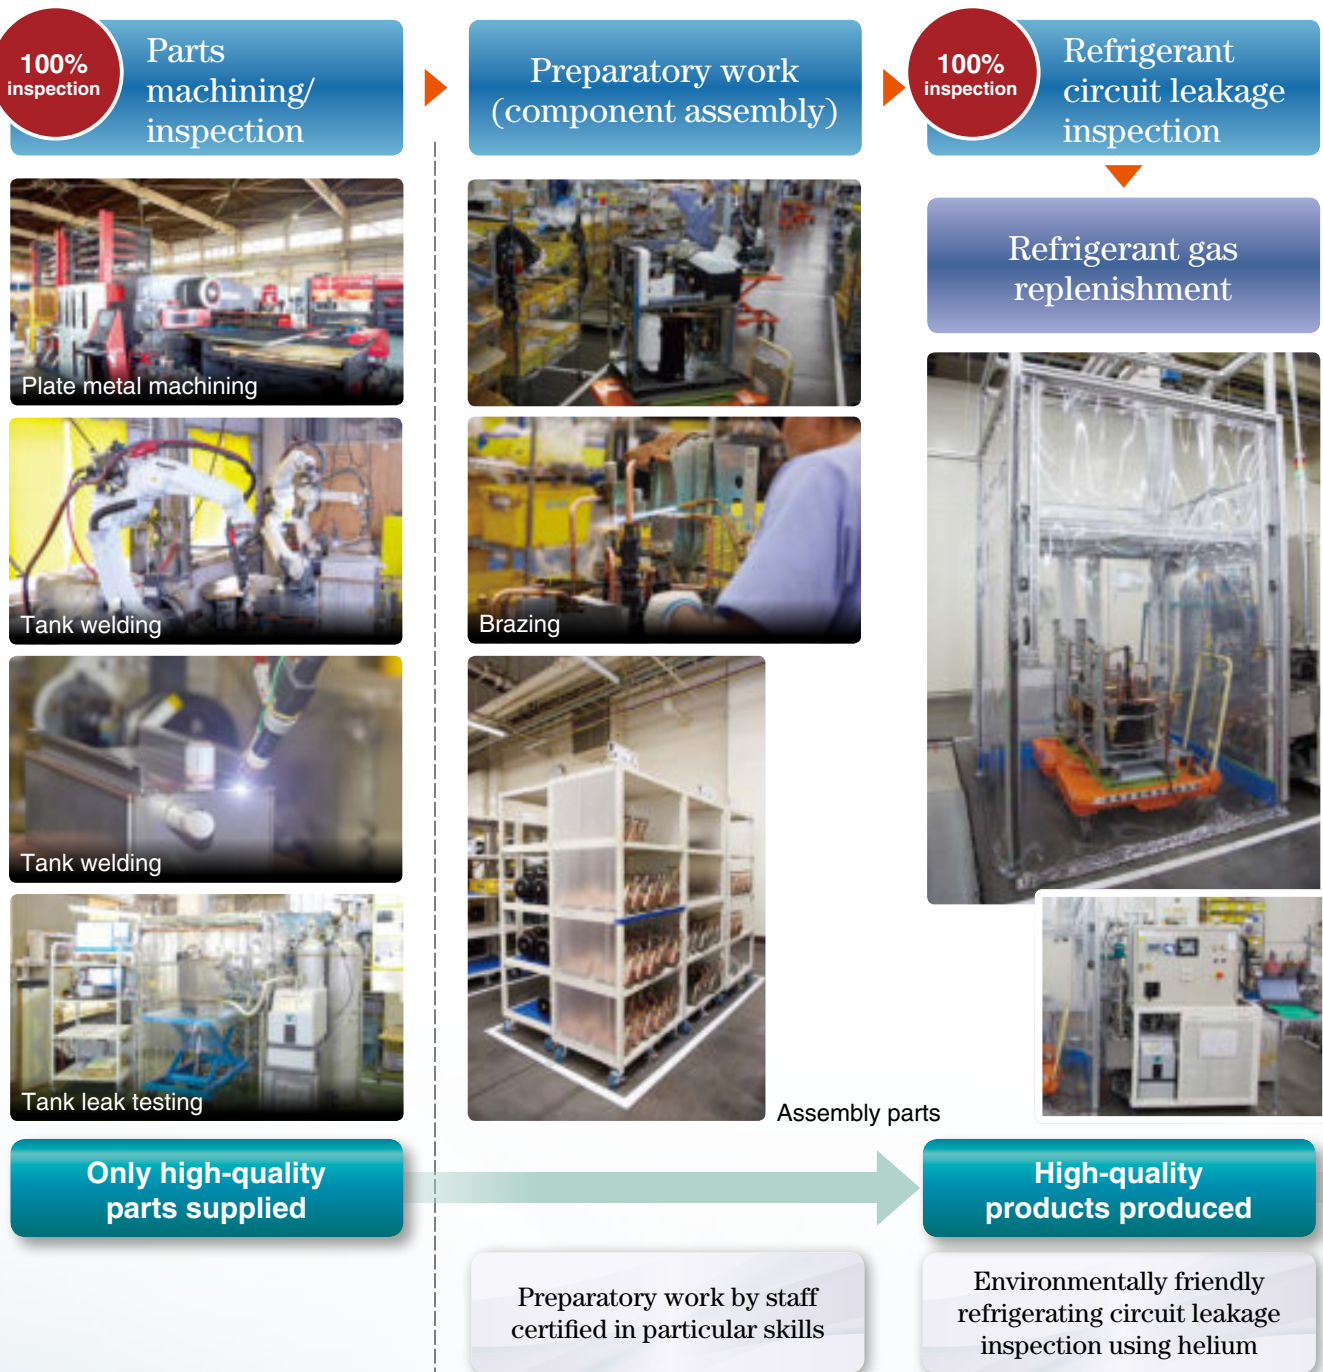 100%
inspection
Parts
machining/
inspection
Preparatory work
(component assembly)
100%
inspection
Refrigerant
circuit leakage
inspection
Refrigerant gas
replenishment
Plate metal machining
Tank welding
Tank welding
Tank leak testing
Brazing
Assembly parts
Only high-quality
parts supplied
High-quality
products produced
Preparatory work by staff
certified in particular skills
Environmentally friendly
refrigerating circuit leakage
inspection using helium